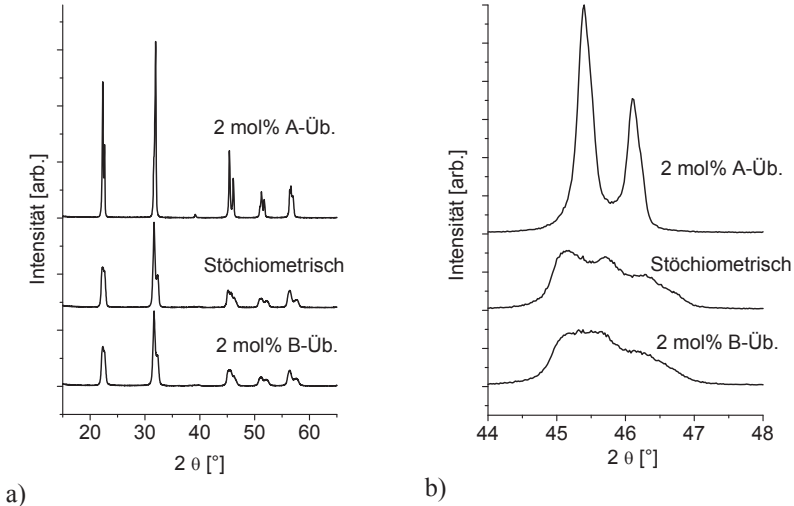 Intensität [arb.]
2 mol% A-Üb.
Stöchiometrisch
2 mol% B-Üb.
20 30 40 50 60
2 θ [°]
a)
Intensität [arb.]
2 mol% A-Üb.
Stöchiometrisch
2 mol% B-Üb.
44 45 46 47 48
2 θ [°]
b)